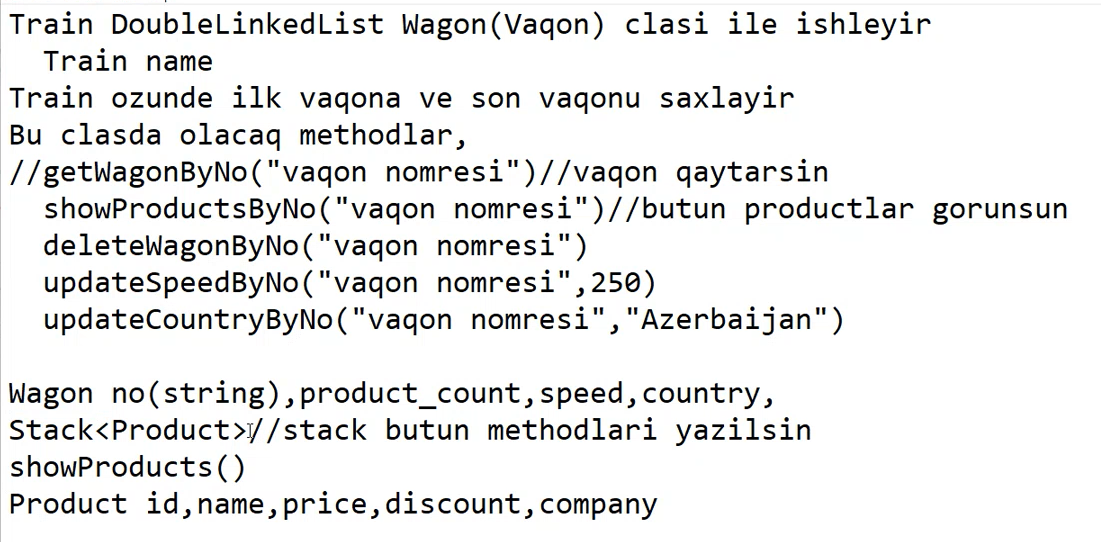 Train DoubleLinkedList Wagon(Vaqon) clasi ile ishleyir
Train name
Train ozunde ilk vaqona ve son vaqonu saxlayir
Bu clasda olacaq methodlar,
//getWagonByNo("vaqon nomresi")//vaqon qaytarsin
showProductsByNo("vaqon nomresi")//butun productlar gorunsun
deleteWagonByNo("vaqon nomresi")
updateSpeedByNo("vaqon nomresi",250)
updateCountryByNo("vaqon nomresi","Azerbaijan")
Wagon no(string),product_count,speed,country,
Stack<Product>//stack butun methodlari yazilsin
showProducts()
Product id,name,price,discount,company